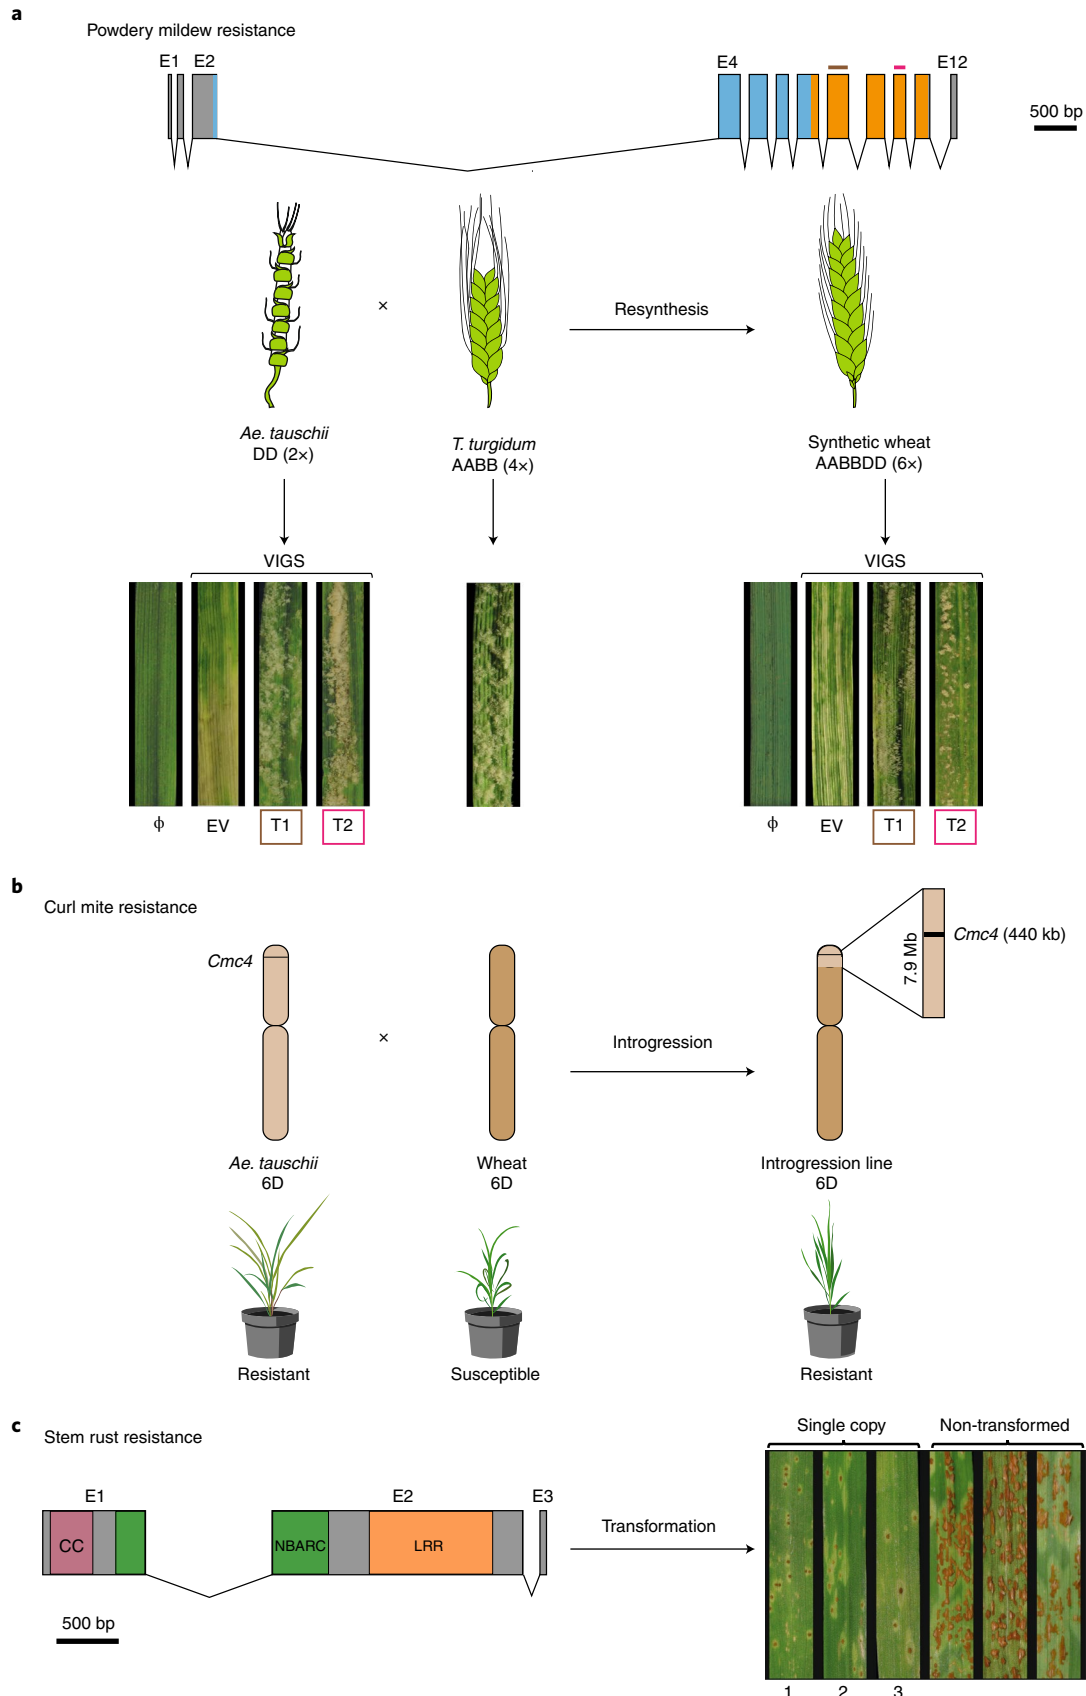 a
Powdery mildew resistance
E1 E2 E4 E12
500 bp
×
Resynthesis
Ae. tauschii
DD (2×)
T. turgidum
AABB (4×)
Synthetic wheat
AABBDD (6×)
VIGS
VIGS
ϕ EV T1 T2
ϕ EV T1 T2
b
Curl mite resistance
Cmc4
×
Introgression
7.9 Mb
Cmc4 (440 kb)
Ae. tauschii
6D
Wheat
6D
Introgression line
6D
Resistant
Susceptible
Resistant
c
Stem rust resistance
E1 E2 E3
CC NBARC LRR
500 bp
Transformation
Single copy Non-transformed
1 2 3